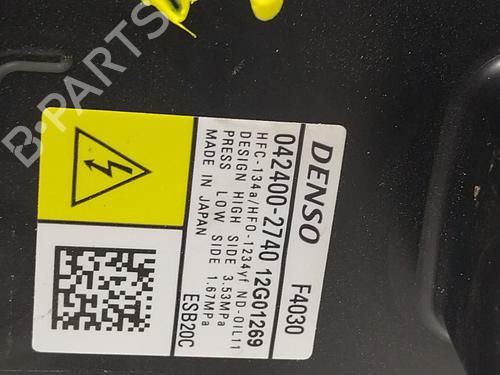 B-PARTS
DENSO F4030
042400-2740 12G01269
HFC-134a/HFO-1234yf ND-OIL11
DESIGN HIGH SIDE 3.53MPa
PRESS LOW SIDE 1.67MPa
MADE IN JAPAN ESB20C